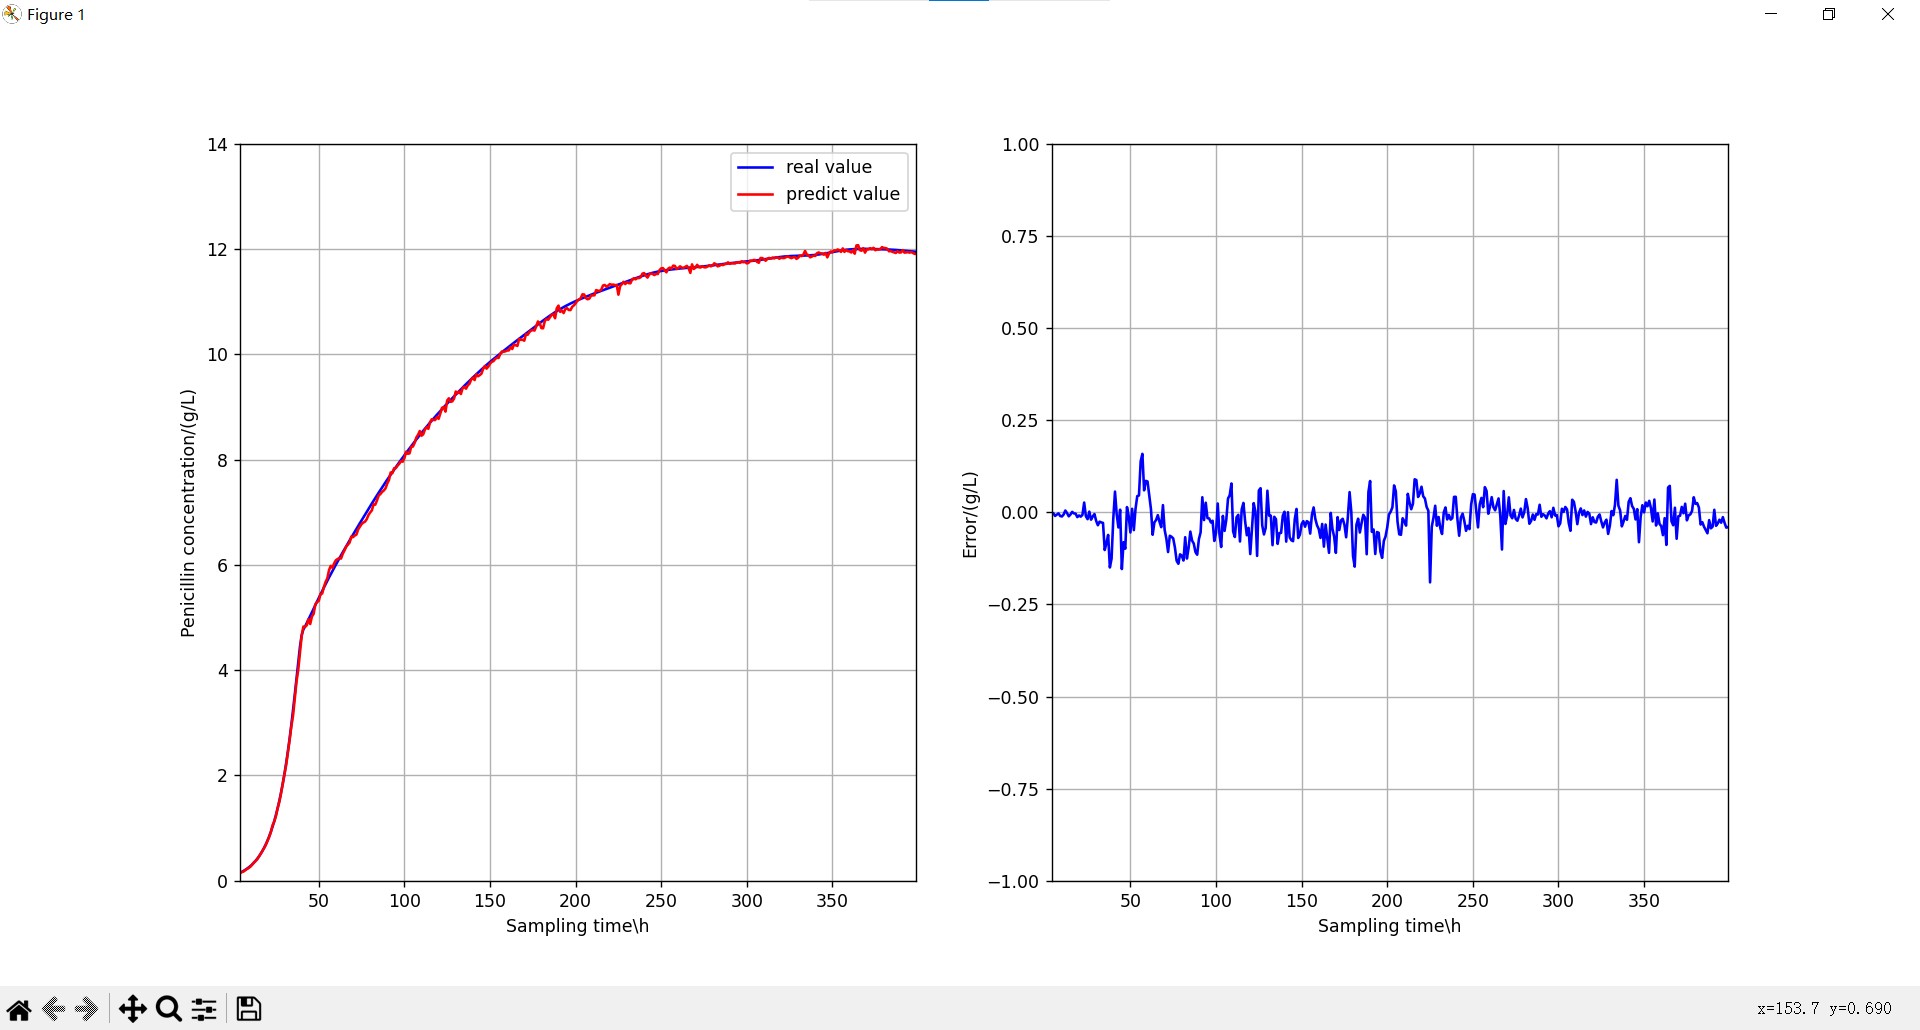 Figure 1
14
12
10
8
6
4
2
0
50 100 150 200 250 300 350
Sampling time\h
Penicillin concentration/(g/L)
real value
predict value
1.00
0.75
0.50
0.25
0.00
−0.25
−0.50
−0.75
−1.00
50 100 150 200 250 300 350
Sampling time\h
Error/(g/L)
x=153.7 y=0.690